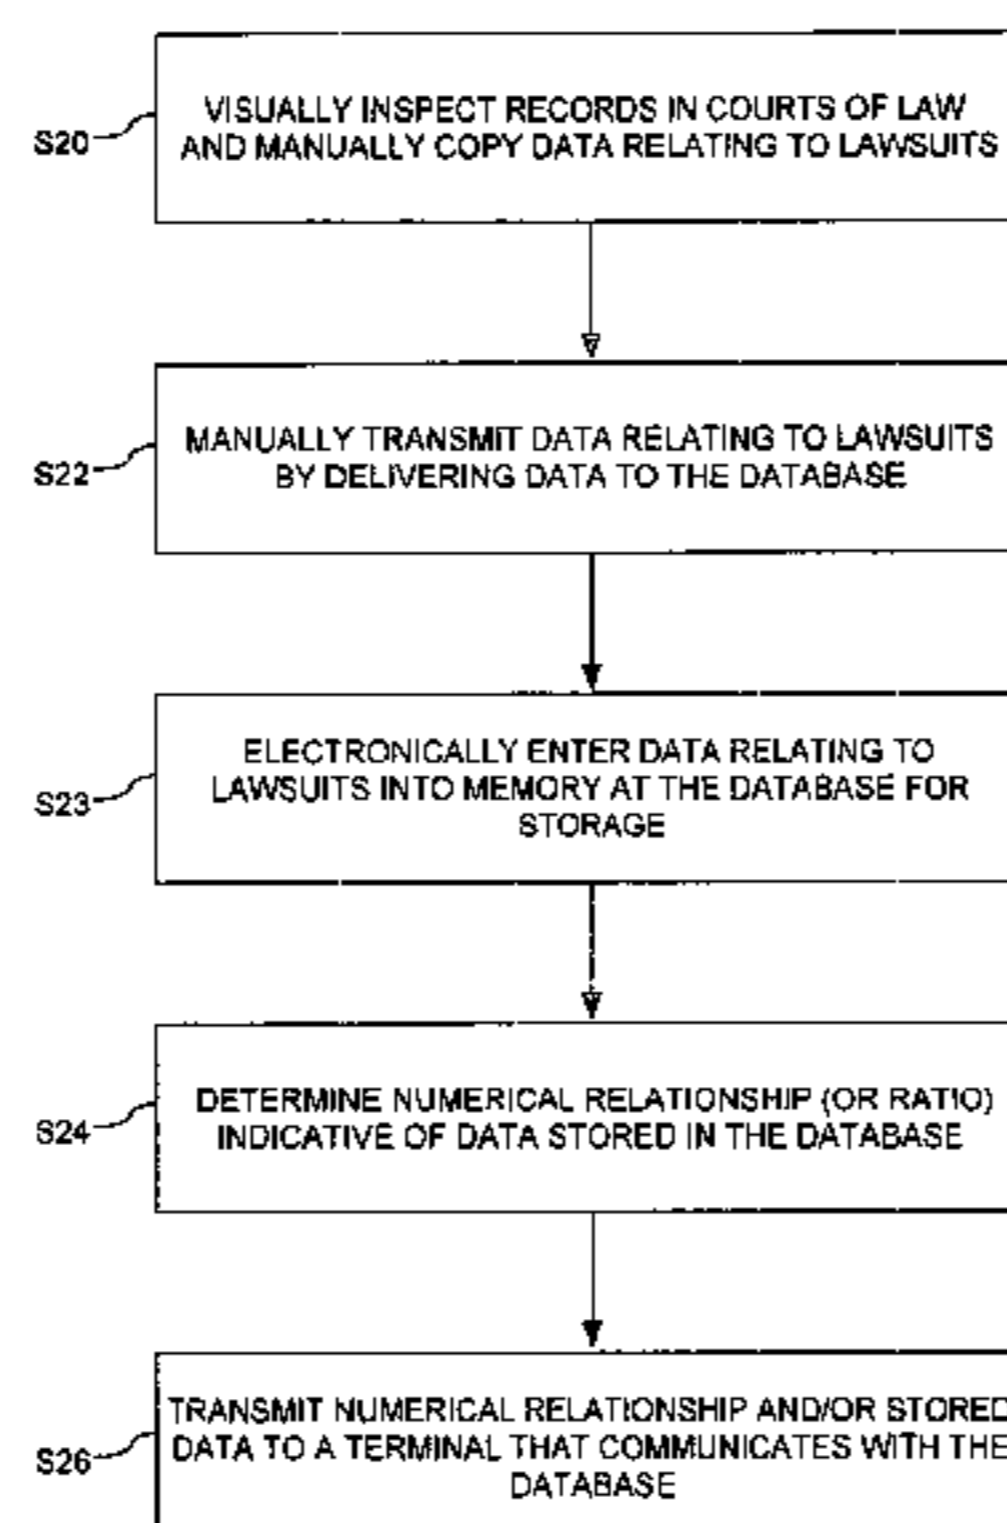 VISUALLY INSPECT RECORDS IN COURTS OF LAW
AND MANUALLY COPY DATA RELATING TO LAWSUITS
S20
MANUALLY TRANSMIT DATA RELATING TO LAWSUITS
BY DELIVERING DATA TO THE DATABASE
S22
ELECTRONICALLY ENTER DATA RELATING TO
LAWSUITS INTO MEMORY AT THE DATABASE FOR
STORAGE
S23
DETERMINE NUMERICAL RELATIONSHIP (OR RATIO)
INDICATIVE OF DATA STORED IN THE DATABASE
S24
TRANSMIT NUMERICAL RELATIONSHIP AND/OR STORED
DATA TO A TERMINAL THAT COMMUNICATES WITH THE
DATABASE
S26